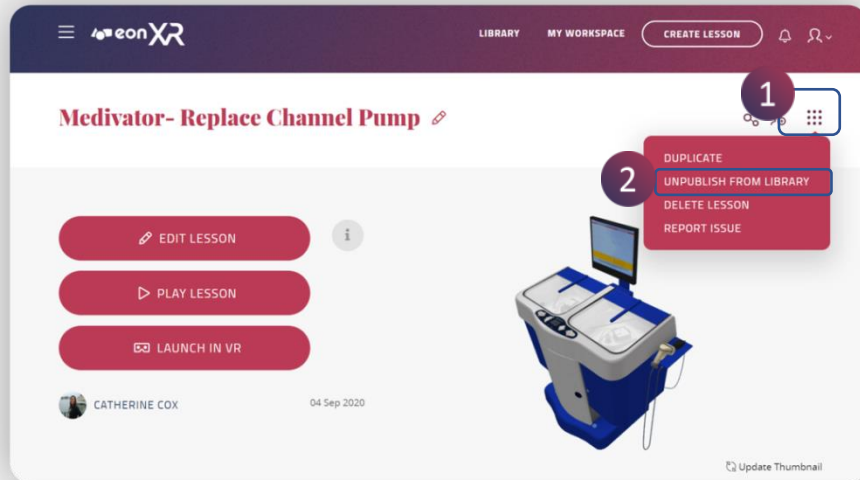 eonXR
LIBRARY MY WORKSPACE CREATE LESSON
Medivator- Replace Channel Pump
1
DUPLICATE
2
UNPUBLISH FROM LIBRARY
DELETE LESSON
REPORT ISSUE
EDIT LESSON
i
PLAY LESSON
LAUNCH IN VR
CATHERINE COX 04 Sep 2020
Update Thumbnail